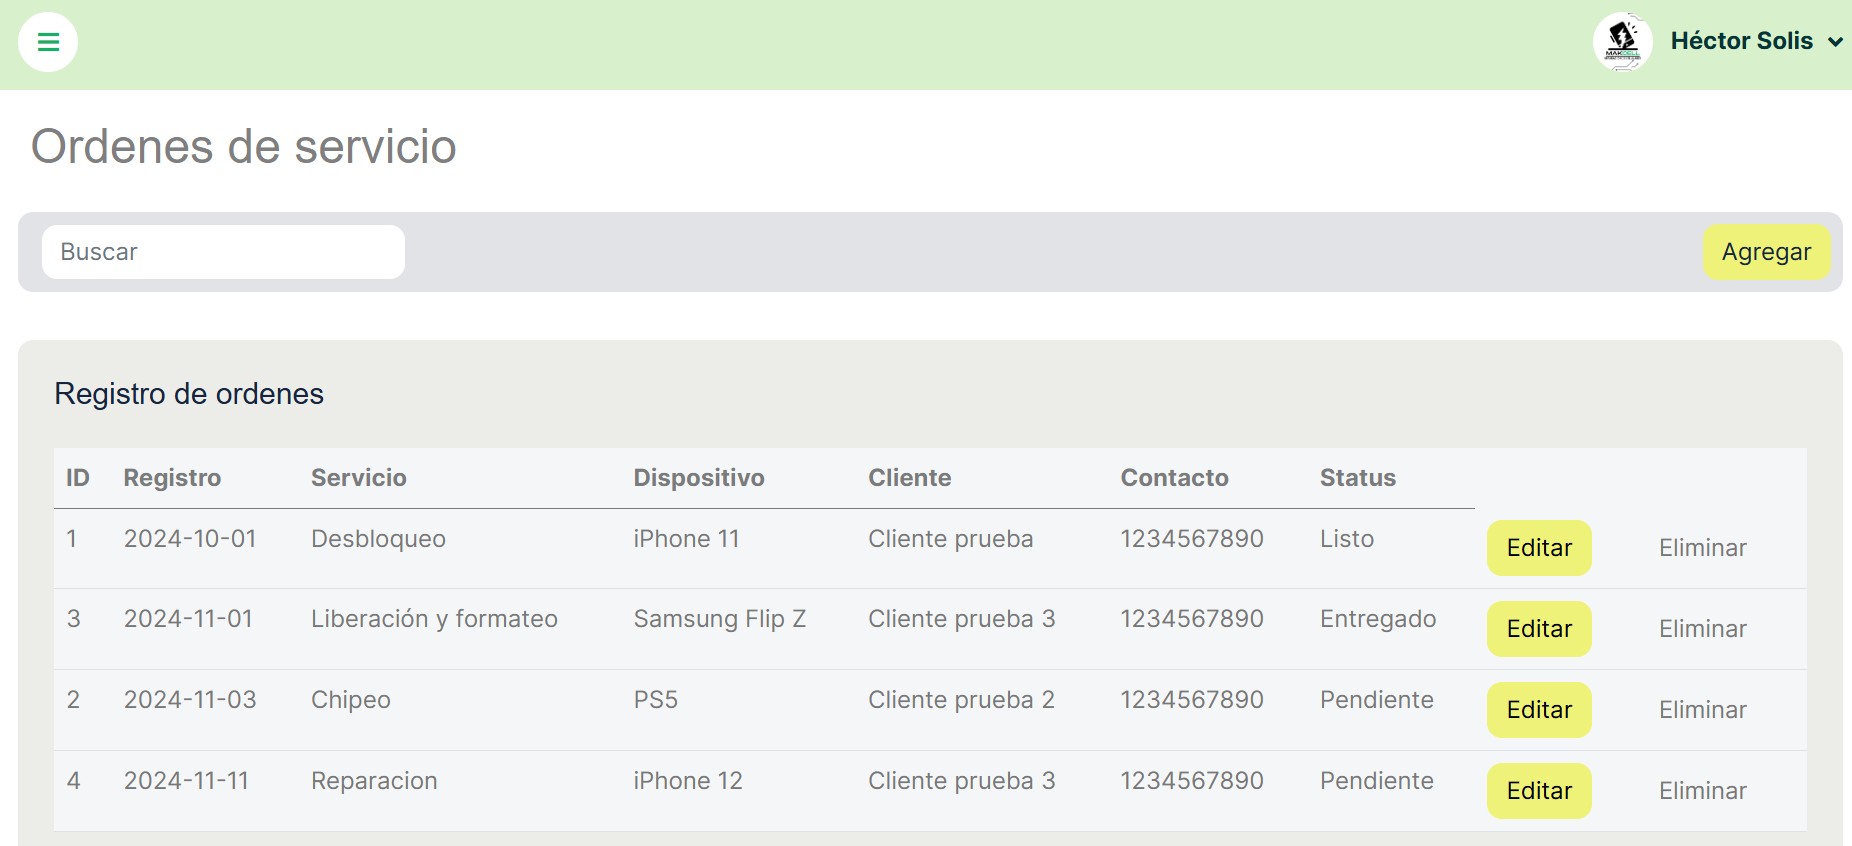 Héctor Solis
Ordenes de servicio
Buscar
Agregar
Registro de ordenes
ID Registro Servicio Dispositivo Cliente Contacto Status
1 2024-10-01 Desbloqueo iPhone 11 Cliente prueba 1234567890 Listo Editar Eliminar
3 2024-11-01 Liberación y formateo Samsung Flip Z Cliente prueba 3 1234567890 Entregado Editar Eliminar
2 2024-11-03 Chipeo PS5 Cliente prueba 2 1234567890 Pendiente Editar Eliminar
4 2024-11-11 Reparacion iPhone 12 Cliente prueba 3 1234567890 Pendiente Editar Eliminar